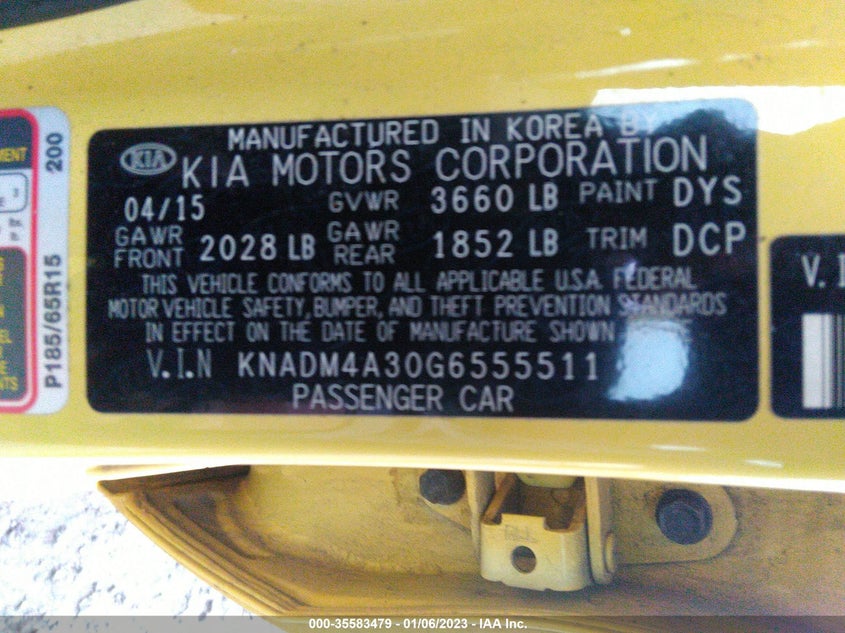 MANUFACTURED IN KOREA BY
KIA
KIA MOTORS CORPORATION
04/15 GVWR 3660 LB PAINT DYS
GAWR FRONT 2028 LB GAWR REAR 1852 LB TRIM DCP
THIS VEHICLE CONFORMS TO ALL APPLICABLE U.S.A. FEDERAL
MOTOR VEHICLE SAFETY, BUMPER, AND THEFT PREVENTION STANDARDS
IN EFFECT ON THE DATE OF MANUFACTURE SHOWN
V.I.N KNADM4A30G6555511
PASSENGER CAR
P185/65R15 200
V.I
000-35583479 - 01/06/2023 - IAA Inc.